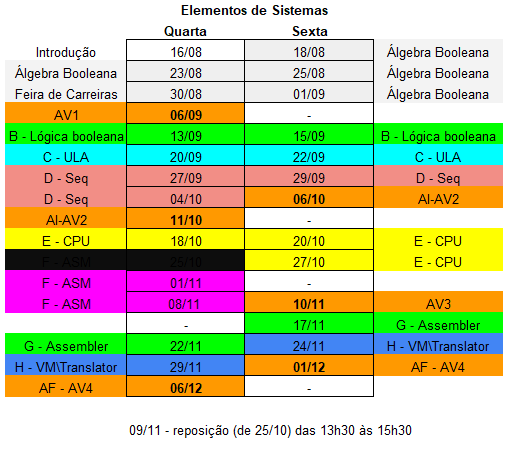 Elementos de Sistemas
Quarta Sexta
Introdução 16/08 18/08 Álgebra Booleana
Álgebra Booleana 23/08 25/08 Álgebra Booleana
Feira de Carreiras 30/08 01/09 Álgebra Booleana
AV1 06/09 -
B - Lógica booleana 13/09 15/09 B - Lógica booleana
C - ULA 20/09 22/09 C - ULA
D - Seq 27/09 29/09 D - Seq
D - Seq 04/10 06/10 AI-AV2
AI-AV2 11/10 -
E - CPU 18/10 20/10 E - CPU
F - ASM 25/10 27/10 E - CPU
F - ASM 01/11
F - ASM 08/11 10/11 AV3
- 17/11 G - Assembler
G - Assembler 22/11 24/11 H - VM\Translator
H - VM\Translator 29/11 01/12 AF - AV4
AF - AV4 06/12 -
09/11 - reposição (de 25/10) das 13h30 às 15h30